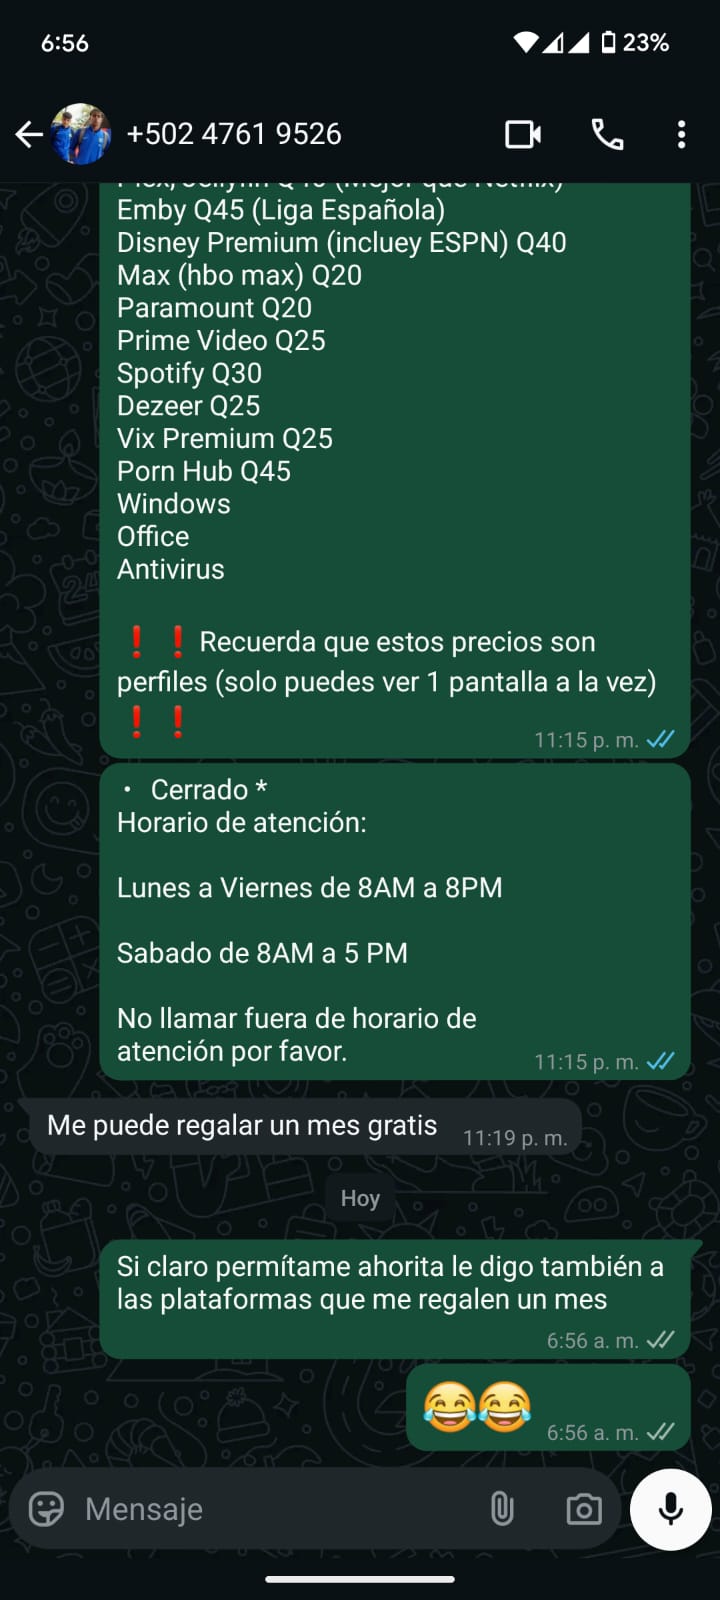 6:56
23%
+502 4761 9526
Emby Q45 (Liga Española)
Disney Premium (incluey ESPN) Q40
Max (hbo max) Q20
Paramount Q20
Prime Video Q25
Spotify Q30
Dezeer Q25
Vix Premium Q25
Porn Hub Q45
Windows
Office
Antivirus
❗ ❗ Recuerda que estos precios son
perfiles (solo puedes ver 1 pantalla a la vez)
❗ ❗
11:15 p. m.
• Cerrado *
Horario de atención:
Lunes a Viernes de 8AM a 8PM
Sabado de 8AM a 5 PM
No llamar fuera de horario de
atención por favor.
11:15 p. m.
Me puede regalar un mes gratis
11:19 p. m.
Hoy
Si claro permítame ahorita le digo también a
las plataformas que me regalen un mes
6:56 a. m.
😂😂
6:56 a. m.
Mensaje